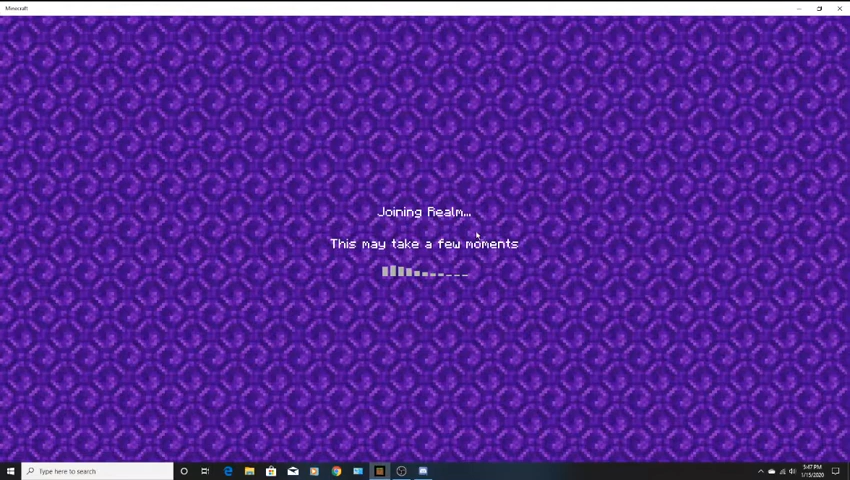 Minecraft
Joining Realm...
This may take a few moments
Type here to search
5:47 PM
1/15/2020